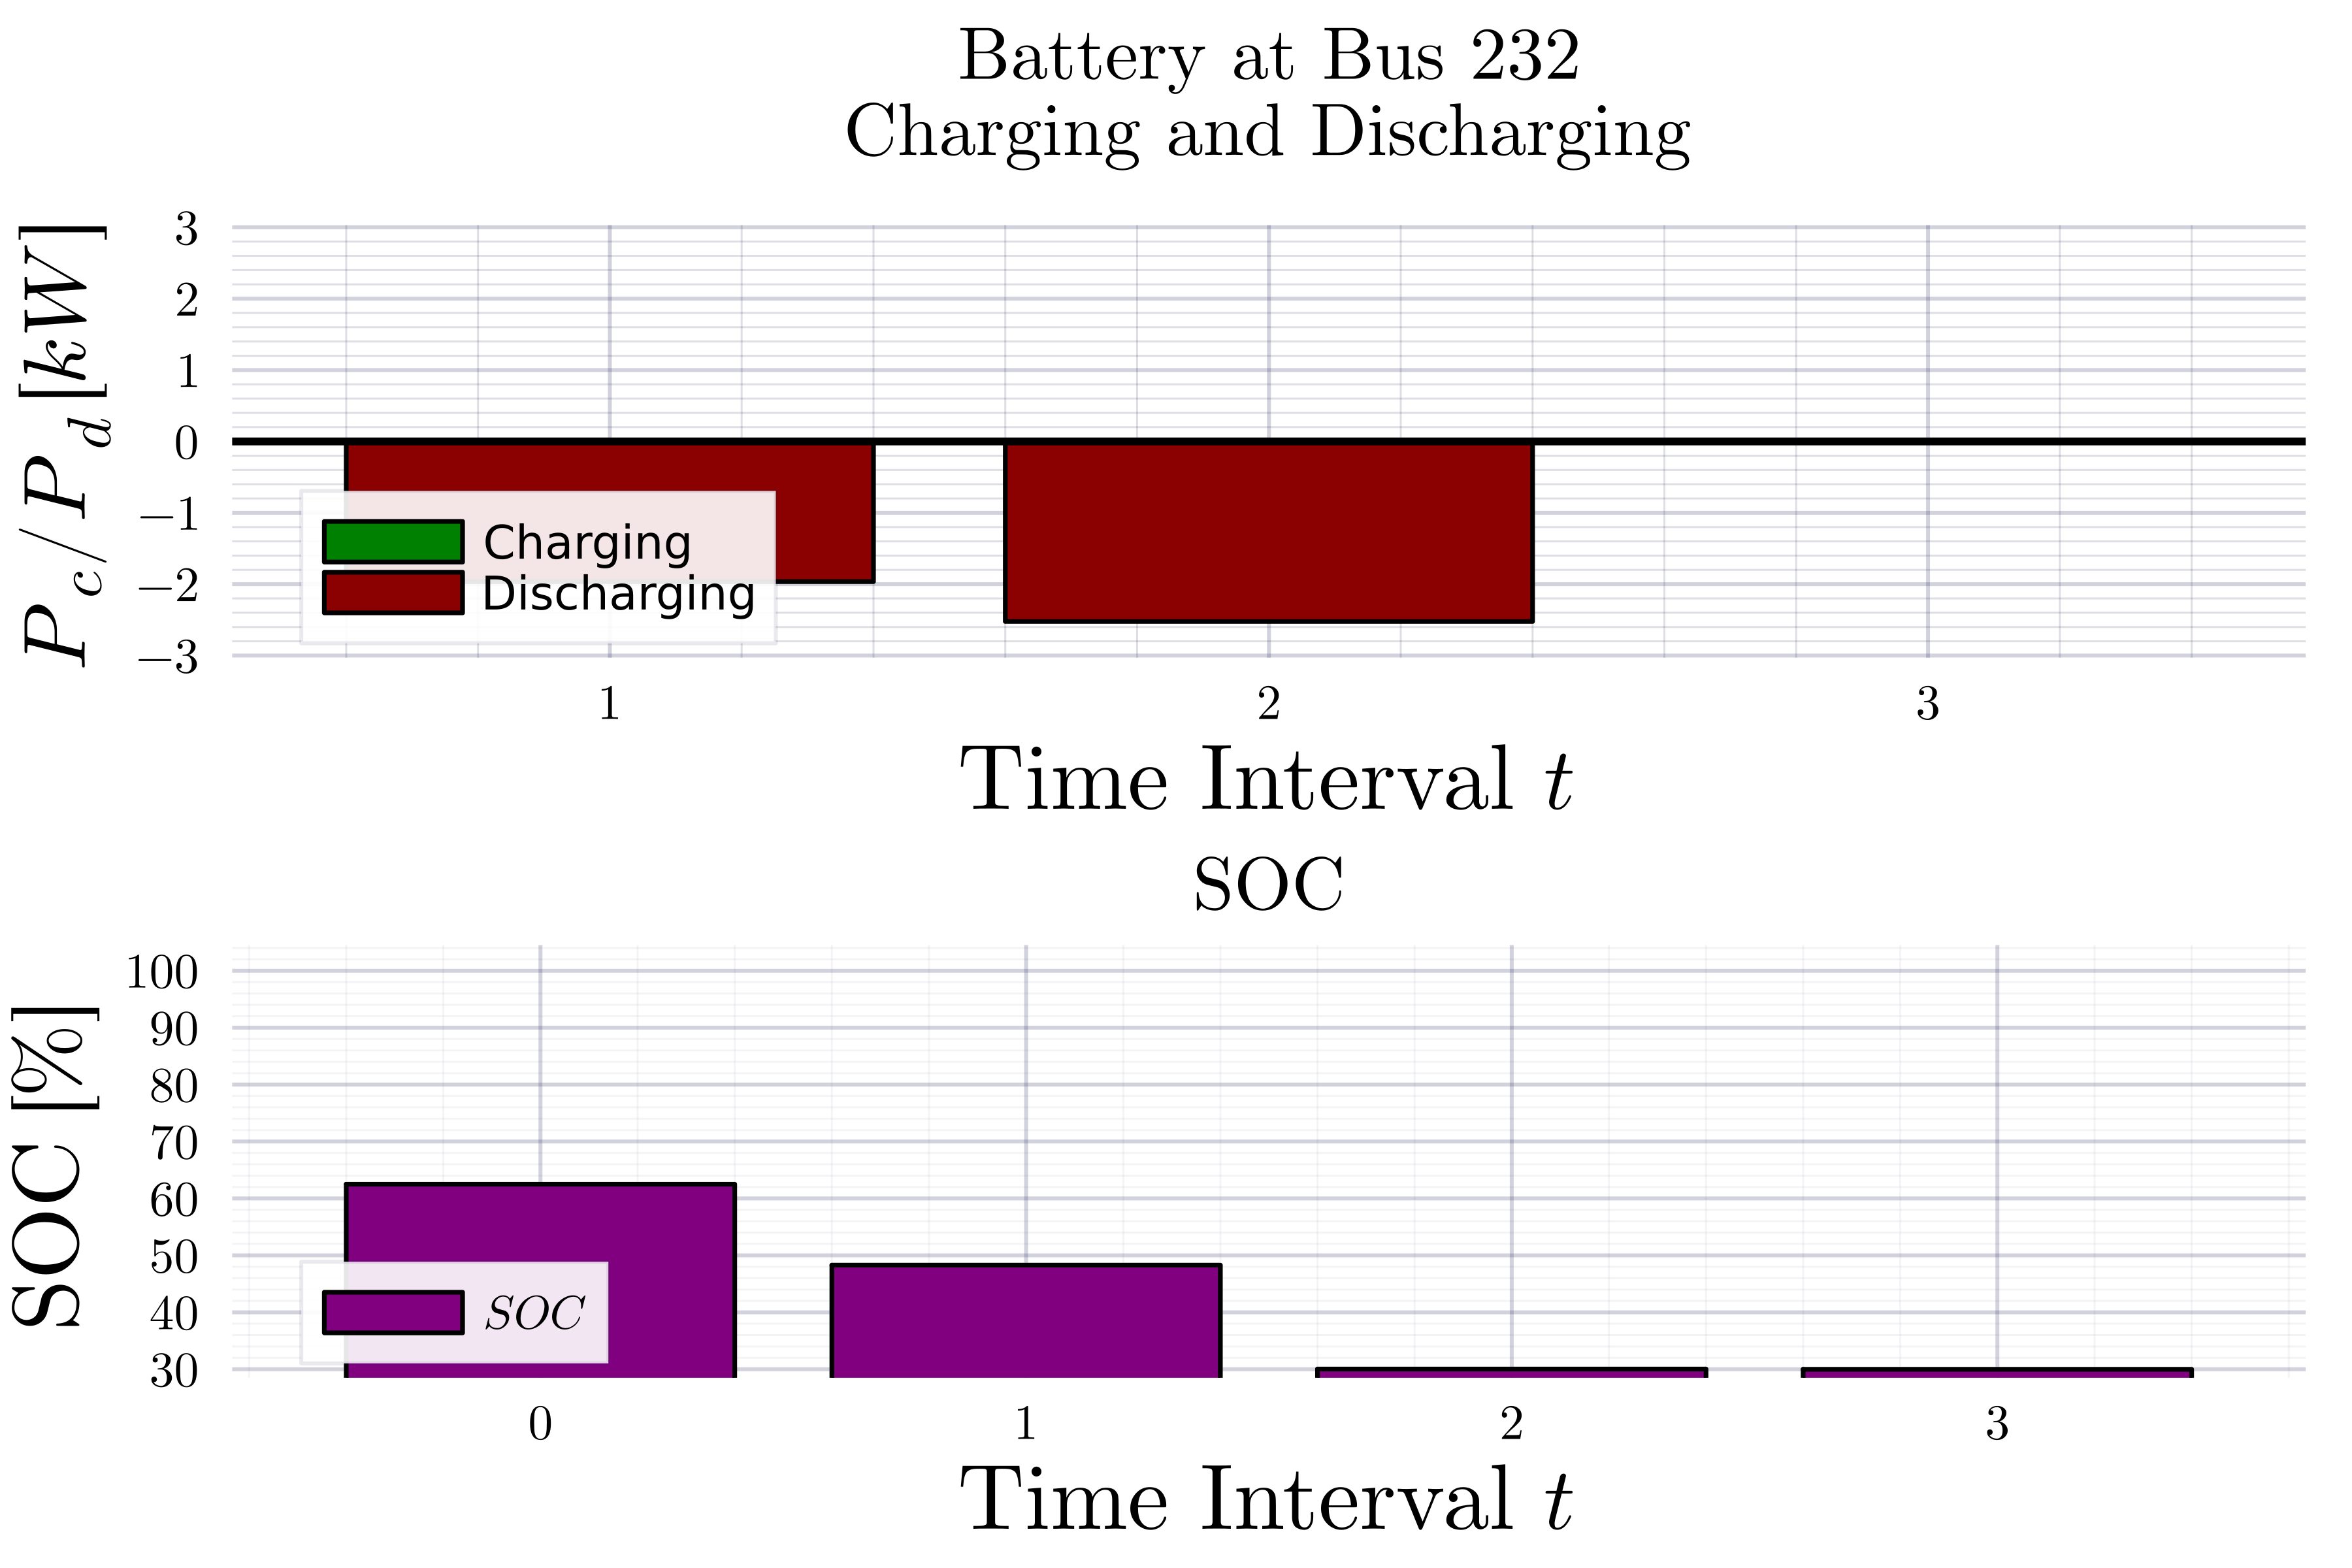 Battery at Bus 232
Charging and Discharging
P_c/P_d [kW]
3
2
1
0
−1
−2
−3
Charging
Discharging
1 2 3
Time Interval t
SOC
SOC [%]
100
90
80
70
60
50
40
30
SOC
0 1 2 3
Time Interval t